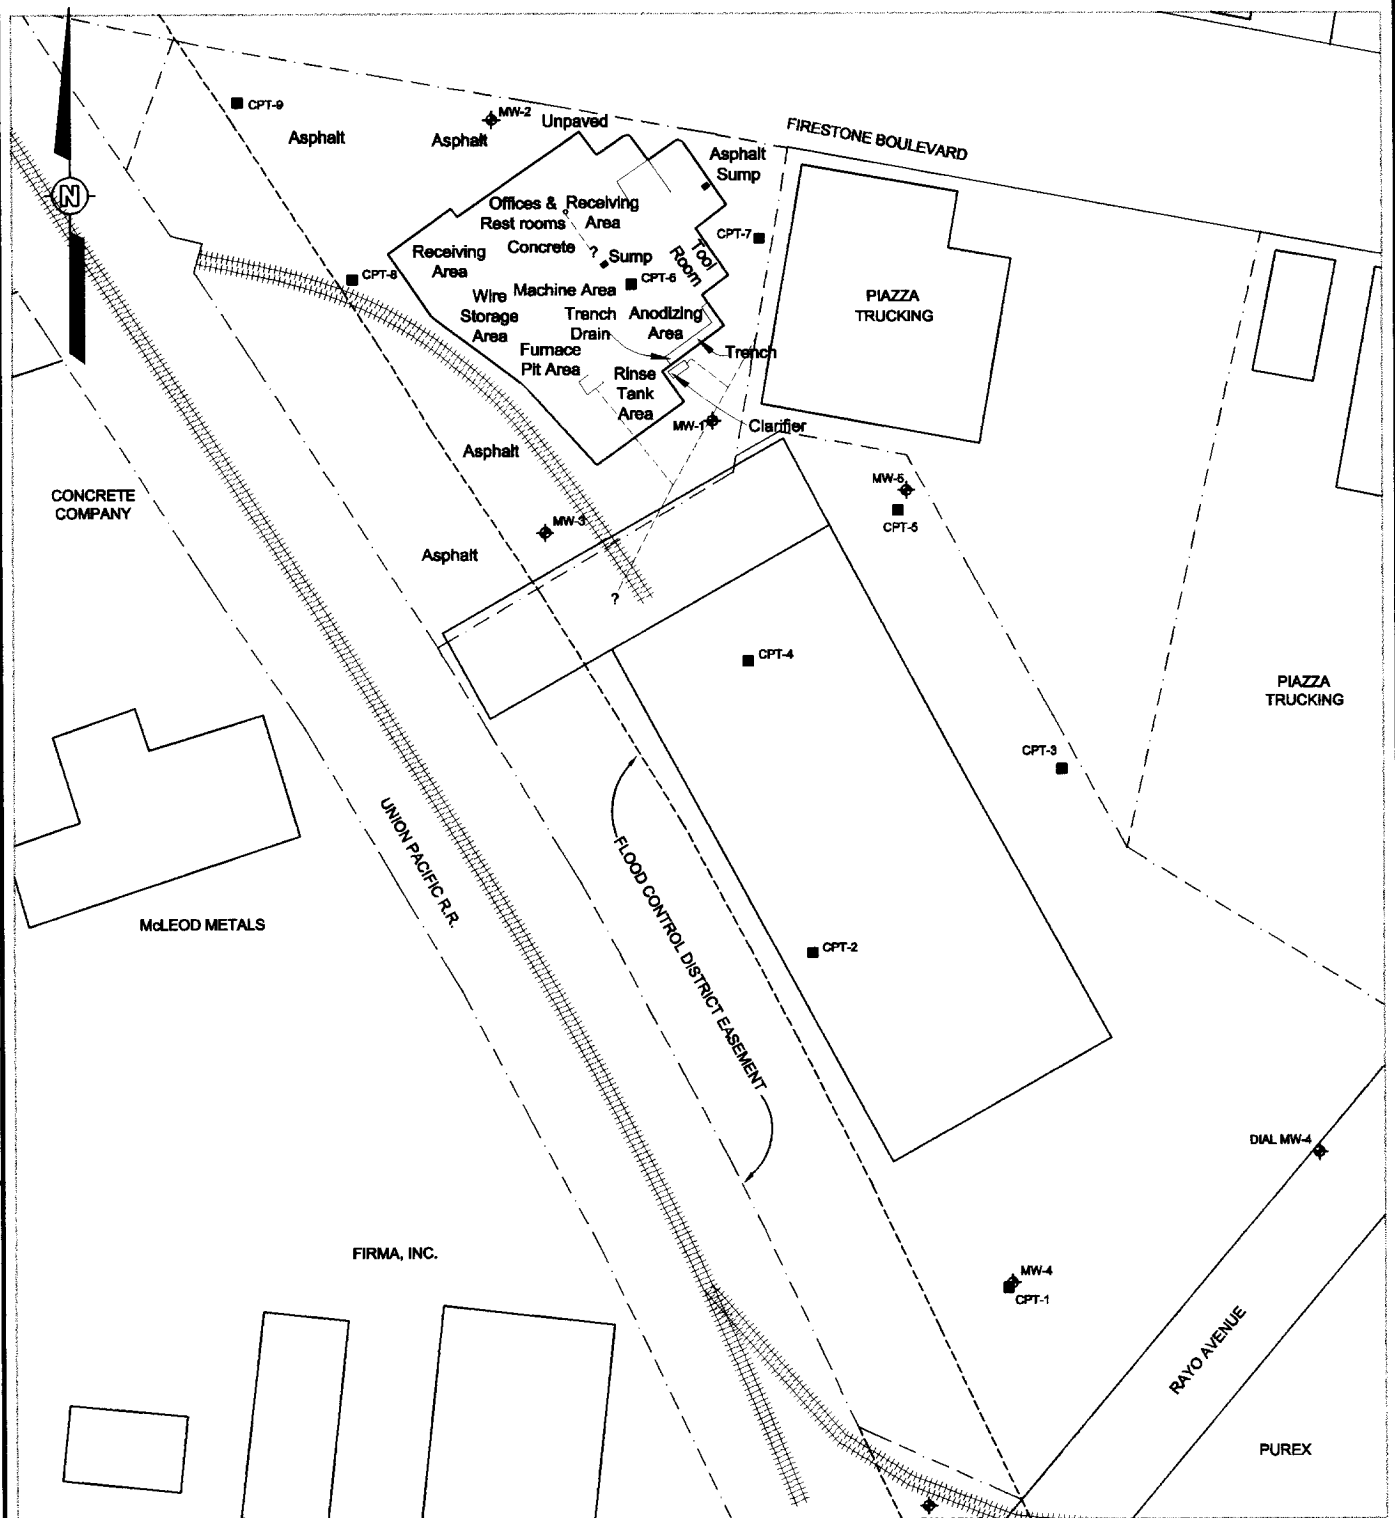 CPT-9
Asphalt
MW-2
Asphalt
Unpaved
FIRESTONE BOULEVARD
Asphalt
Sump
N
Offices &
Rest rooms
Receiving
Area
Concrete
?
Sump
CPT-7
Tool
Room
Receiving
Area
CPT-8
CPT-6
Machine Area
Wire
Storage
Area
Trench
Drain
Anodizing
Area
PIAZZA
TRUCKING
Furnace
Pit Area
Trench
Rinse
Tank
Area
MW-1
Clarifier
Asphalt
CONCRETE
COMPANY
MW-5
CPT-5
MW-3
Asphalt
?
CPT-4
PIAZZA
TRUCKING
CPT-3
UNION PACIFIC R.R.
FLOOD CONTROL DISTRICT EASEMENT
McLEOD METALS
CPT-2
DIAL MW-4
FIRMA, INC.
MW-4
CPT-1
RAYO AVENUE
PUREX